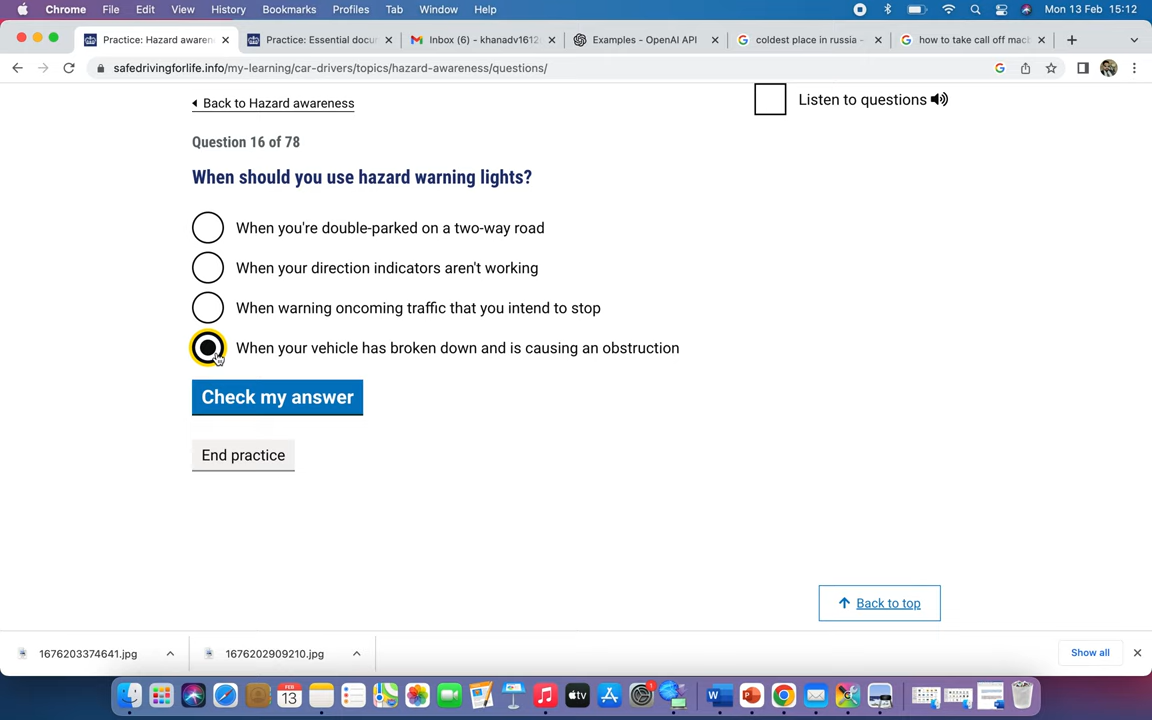 Chrome File Edit View History Bookmarks Profiles Tab Window Help Mon 13 Feb 15:12
Practice: Hazard awaren Practice: Essential docu Inbox (6) - khanadv1612 Examples - OpenAI API coldest place in russia - how to take call off macb
safedrivingforlife.info/my-learning/car-drivers/topics/hazard-awareness/questions/
Back to Hazard awareness
Listen to questions
Question 16 of 78
When should you use hazard warning lights?
When you're double-parked on a two-way road
When your direction indicators aren't working
When warning oncoming traffic that you intend to stop
When your vehicle has broken down and is causing an obstruction
Check my answer
End practice
Back to top
1676203374641.jpg 1676202909210.jpg Show all
FEB
13
tv
1